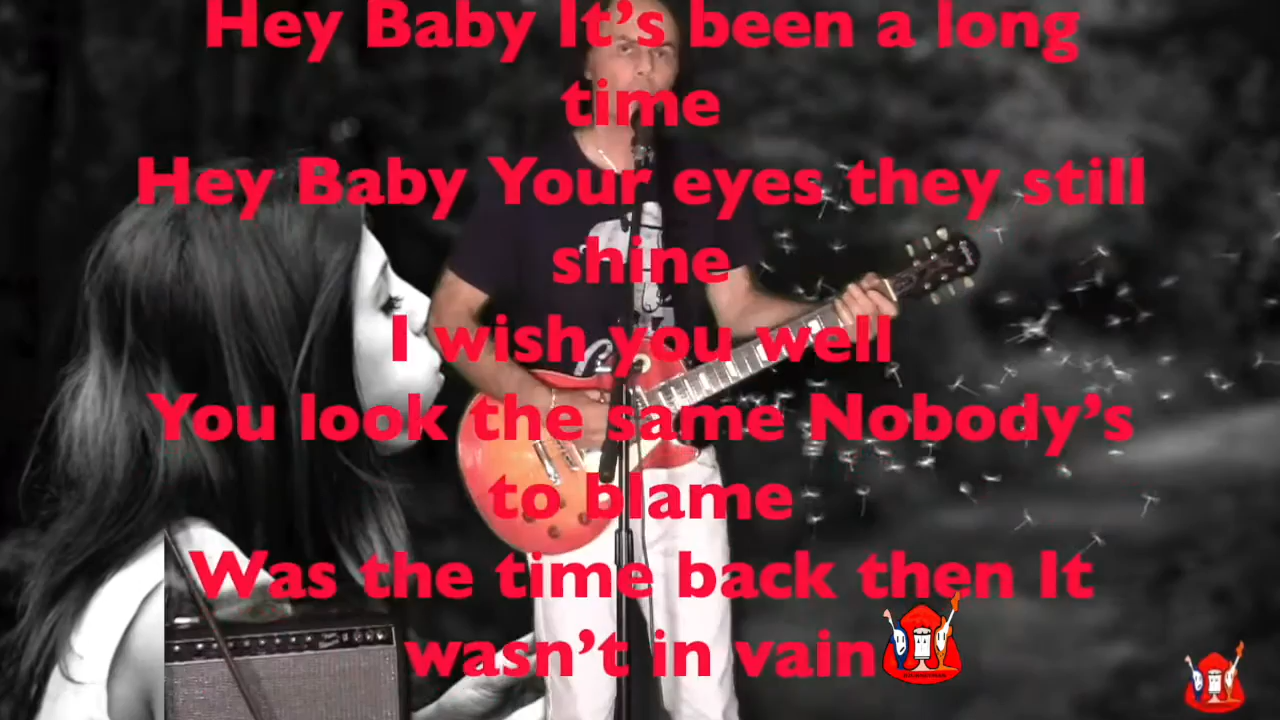 Hey Baby It's been a long
time
Hey Baby Your eyes they still
shine
I wish you well
You look the same Nobody's
to blame
Was the time back then It
wasn't in vain